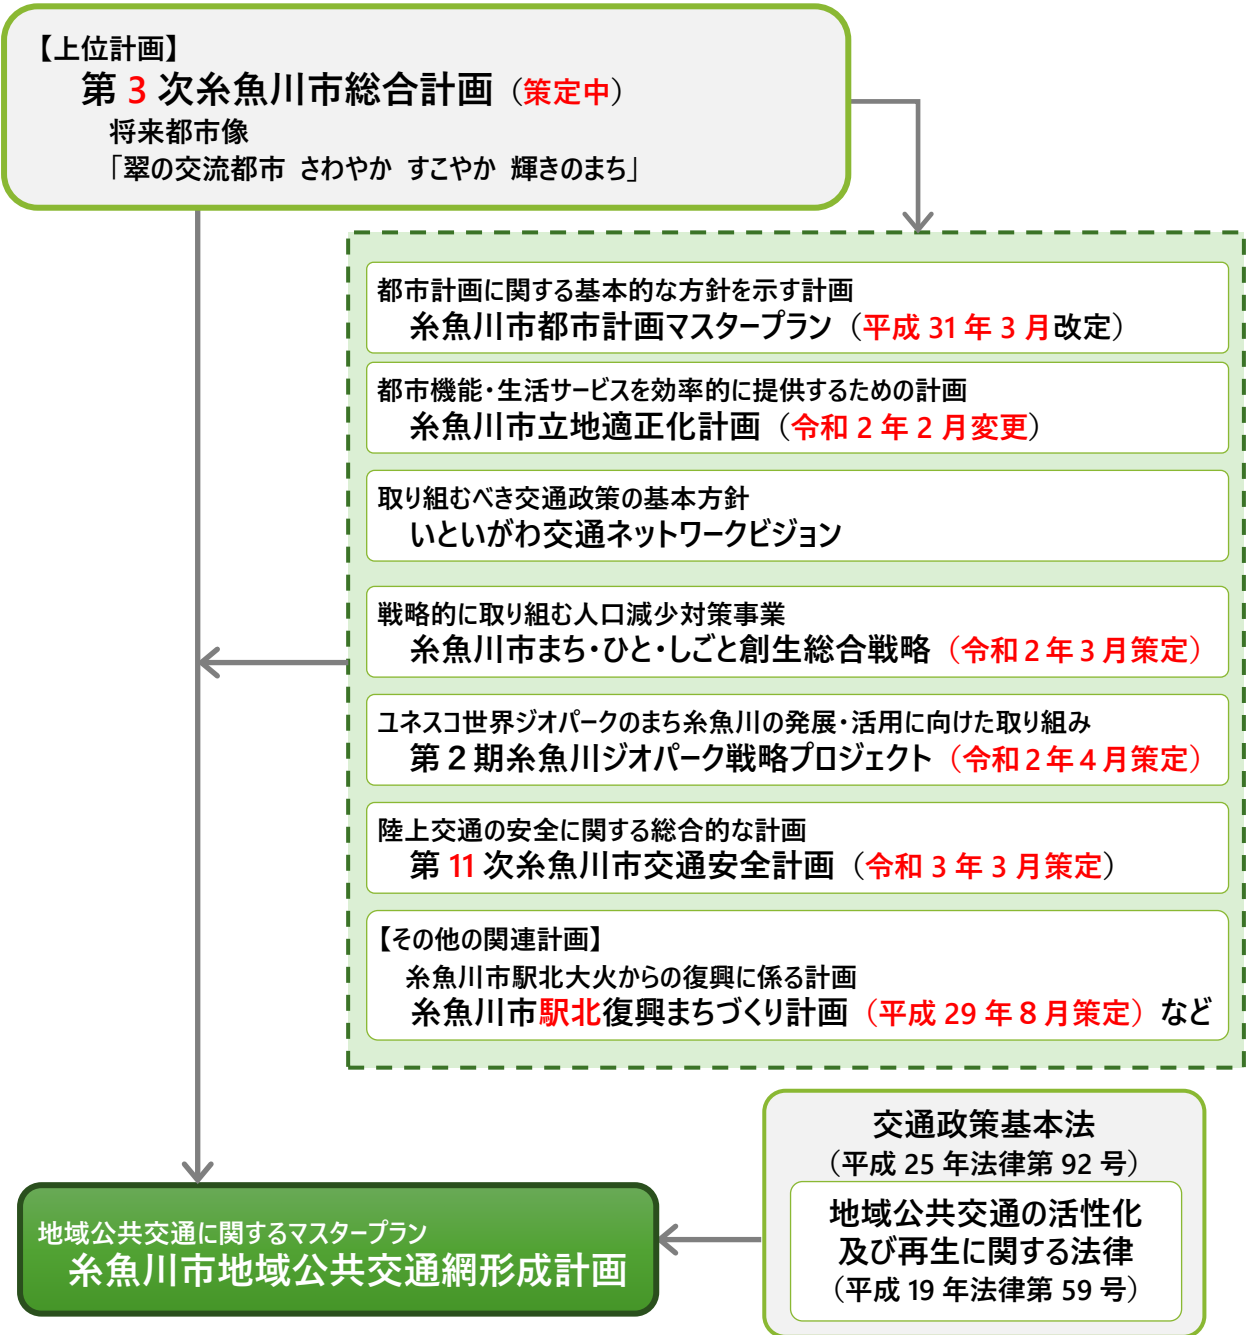 【上位計画】
第 3 次糸魚川市総合計画（策定中）
将来都市像
「翠の交流都市 さわやか すこやか 輝きのまち」
都市計画に関する基本的な方針を示す計画
糸魚川市都市計画マスタープラン（平成 31 年 3 月改定）
都市機能・生活サービスを効率的に提供するための計画
糸魚川市立地適正化計画（令和 2 年 2 月変更）
取り組むべき交通政策の基本方針
いといがわ交通ネットワークビジョン
戦略的に取り組む人口減少対策事業
糸魚川市まち・ひと・しごと創生総合戦略（令和 2 年 3 月策定）
ユネスコ世界ジオパークのまち糸魚川の発展・活用に向けた取り組み
第 2 期糸魚川ジオパーク戦略プロジェクト（令和 2 年 4 月策定）
陸上交通の安全に関する総合的な計画
第 11 次糸魚川市交通安全計画（令和 3 年 3 月策定）
【その他の関連計画】
糸魚川市駅北大火からの復興に係る計画
糸魚川市駅北復興まちづくり計画（平成 29 年 8 月策定）など
交通政策基本法
（平成 25 年法律第 92 号）
地域公共交通の活性化
及び再生に関する法律
（平成 19 年法律第 59 号）
地域公共交通に関するマスタープラン
糸魚川市地域公共交通網形成計画